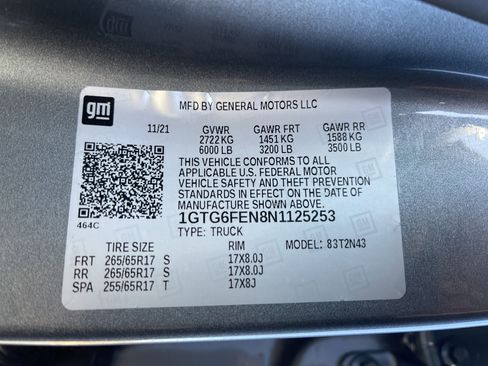 gm
MFD BY GENERAL MOTORS LLC
11/21 GVWR GAWR FRT GAWR RR
2722 KG 1451 KG 1588 KG
6000 LB 3200 LB 3500 LB
THIS VEHICLE CONFORMS TO ALL
APPLICABLE U.S. FEDERAL MOTOR
VEHICLE SAFETY AND THEFT PREVENTION
STANDARDS IN EFFECT ON THE DATE OF
MANUFACTURE SHOWN ABOVE.
1GTG6FEN8N1125253
464C
TYPE: TRUCK
TIRE SIZE RIM MODEL: 83T2N43
FRT 265/65R17 S 17X8.0J
RR 265/65R17 S 17X8.0J
SPA 255/65R17 T 17X8J